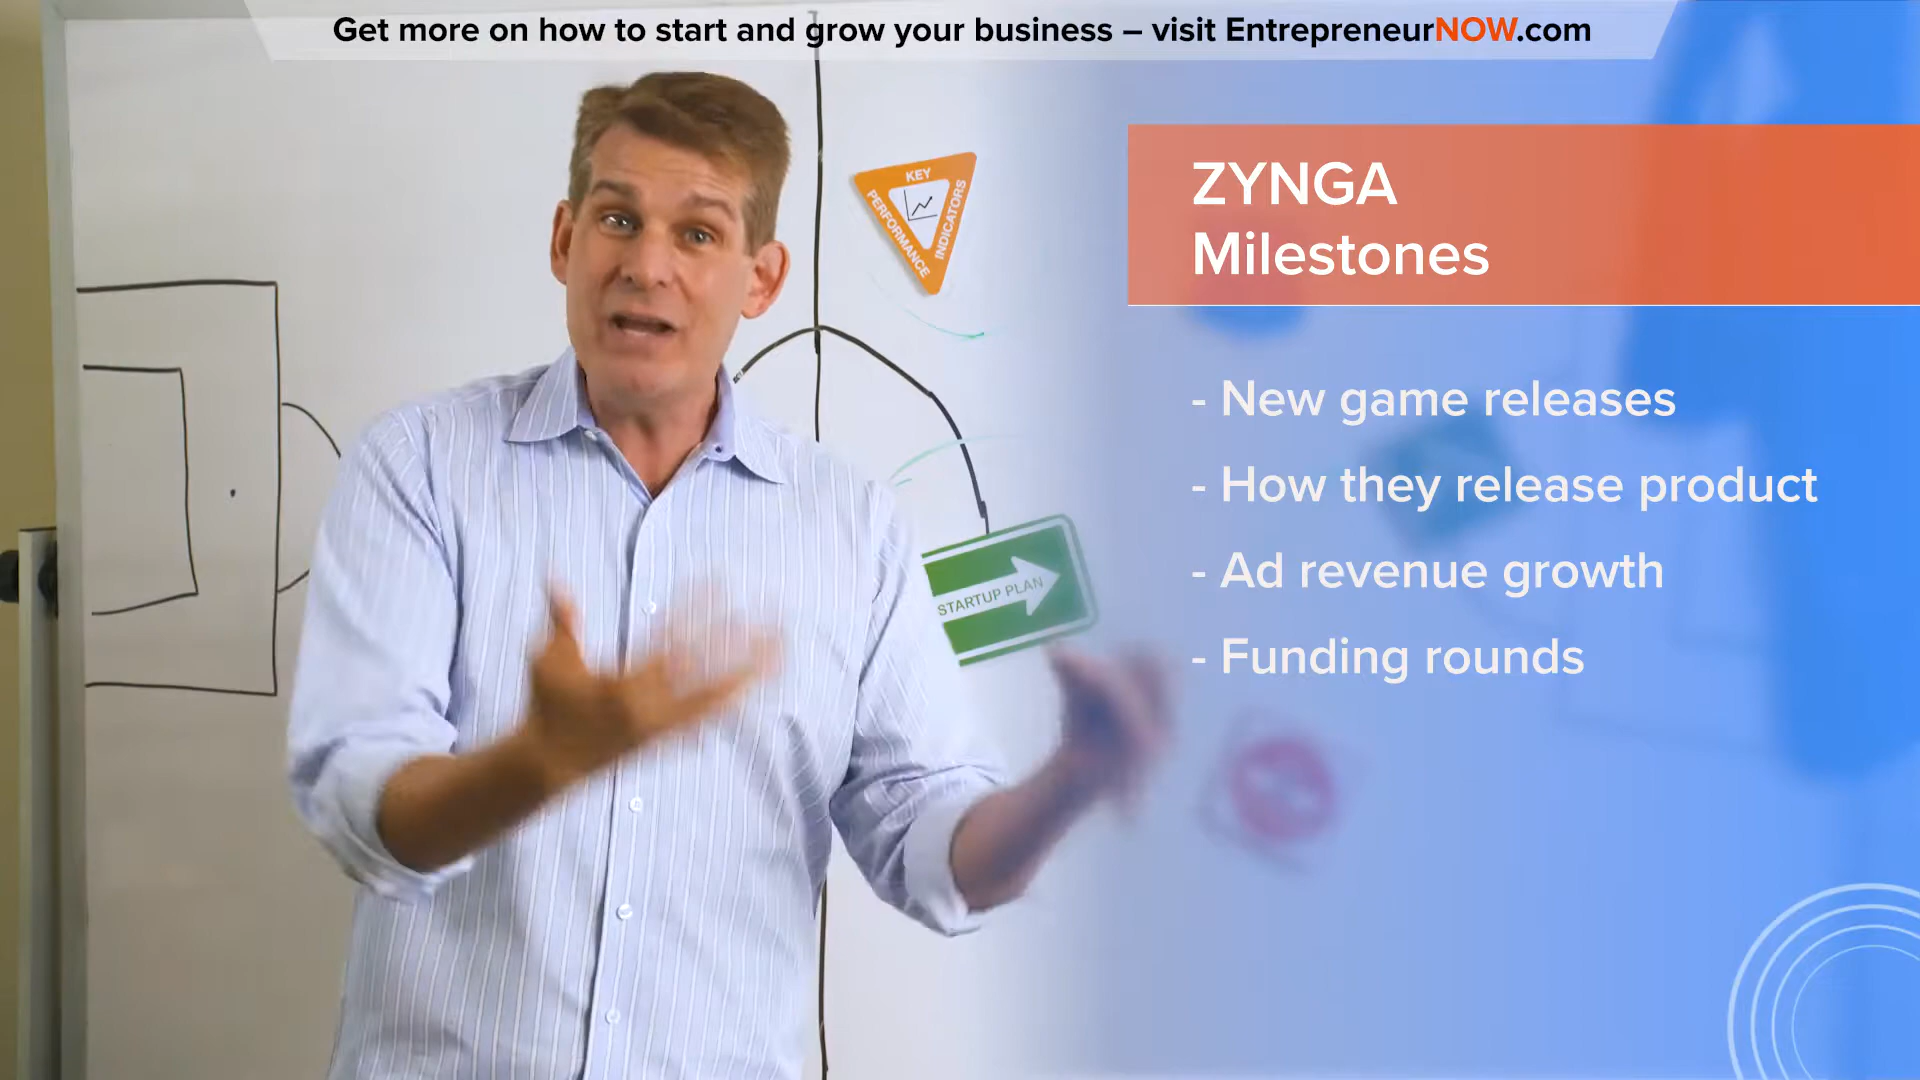 Get more on how to start and grow your business – visit EntrepreneurNOW.com
KEY
PERFORMANCE
INDICATORS
ZYNGA
Milestones
- New game releases
- How they release product
- Ad revenue growth
- Funding rounds
STARTUP PLAN